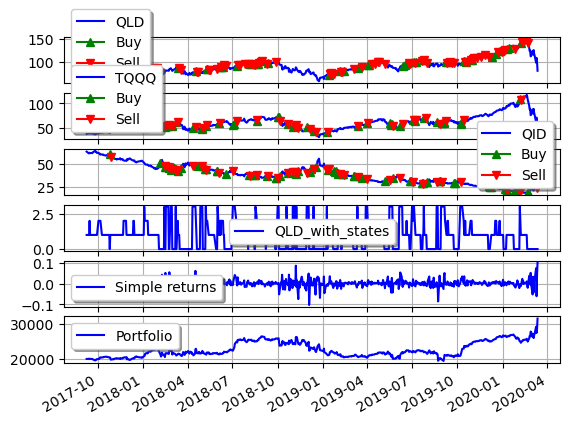 QLD
Buy
Sell
150
100
TQQQ
Buy
Sell
100
50
QID
Buy
Sell
50
25
QLD_with_states
2.5
0.0
Simple returns
0.1
0.0
−0.1
Portfolio
30000
20000
2017-10
2018-01
2018-04
2018-07
2018-10
2019-01
2019-04
2019-07
2019-10
2020-01
2020-04